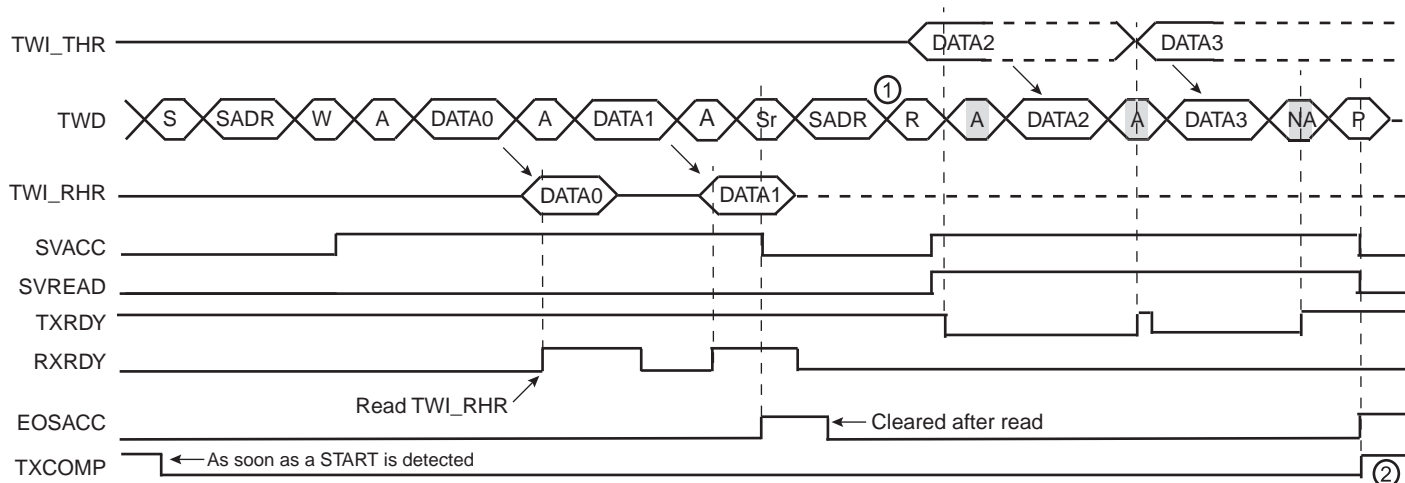 TWI_THR DATA2 DATA3
1
TWD S SADR W A DATA0 A DATA1 A Sr SADR R A DATA2 A DATA3 NA P
TWI_RHR DATA0 DATA1
SVACC
SVREAD
TXRDY
RXRDY
Read TWI_RHR
EOSACC Cleared after read
TXCOMP As soon as a START is detected 2